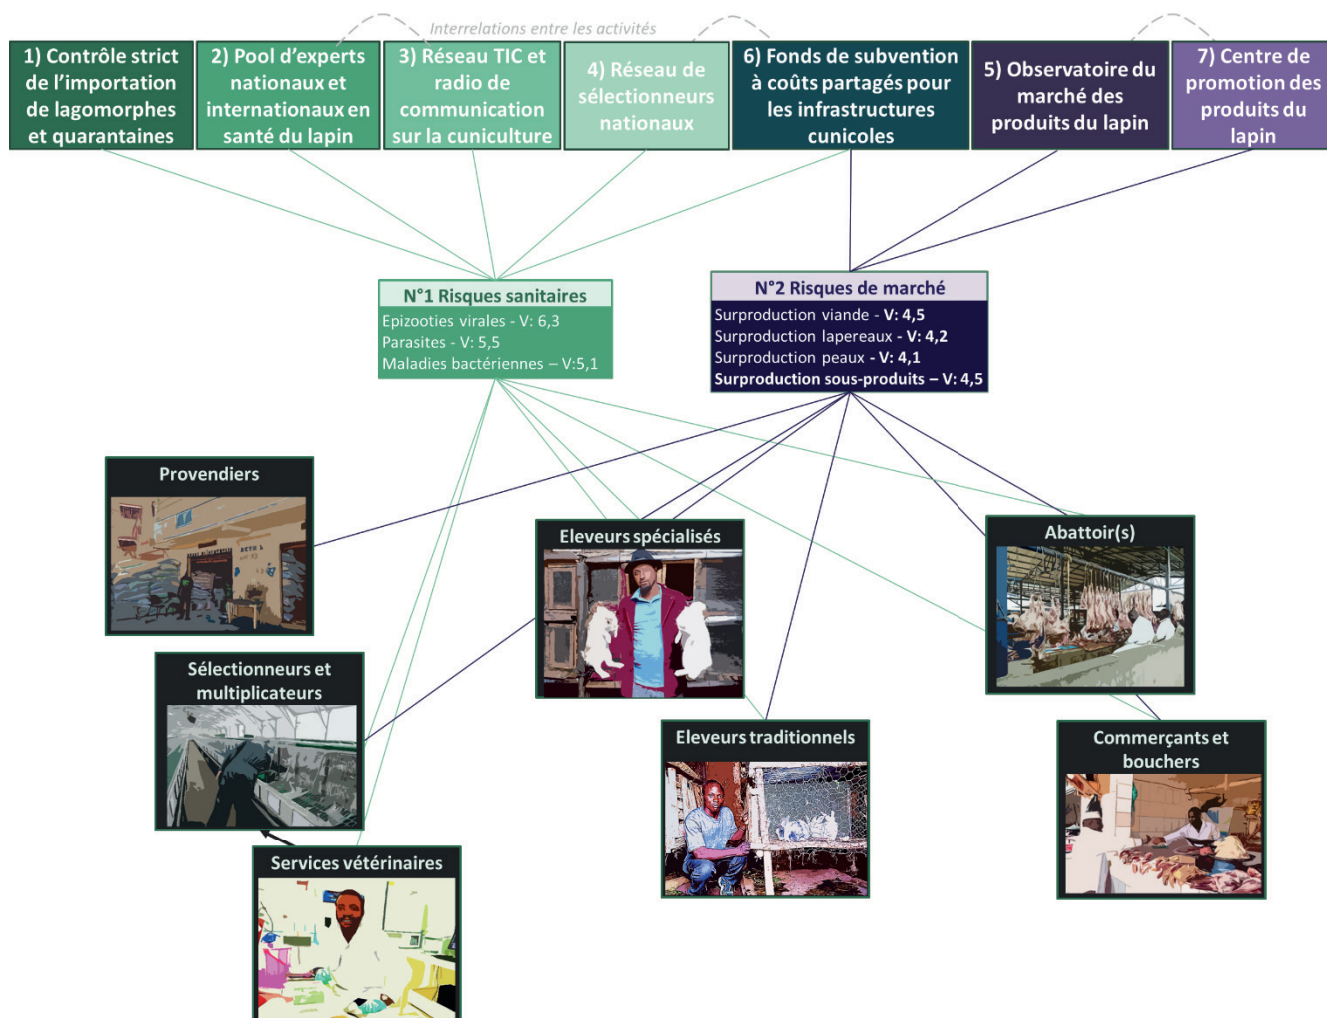 Interrelations entre les activités
1) Contrôle strict
de l’importation
de lagomorphes
et quarantaines
2) Pool d’experts
nationaux et
internationaux en
santé du lapin
3) Réseau TIC et
radio de
communication
sur la cuniculture
4) Réseau de
sélectionneurs
nationaux
6) Fonds de subvention
à coûts partagés pour
les infrastructures
cunicoles
5) Observatoire du
marché des
produits du lapin
7) Centre de
promotion des
produits du
lapin
N°1 Risques sanitaires
Epizooties virales - V: 6,3
Parasites - V: 5,5
Maladies bactériennes – V:5,1
N°2 Risques de marché
Surproduction viande - V: 4,5
Surproduction lapereaux - V: 4,2
Surproduction peaux - V: 4,1
Surproduction sous-produits – V: 4,5
Provendiers
Eleveurs spécialisés
Abattoir(s)
Sélectionneurs et
multiplicateurs
Eleveurs traditionnels
Commerçants et
bouchers
Services vétérinaires